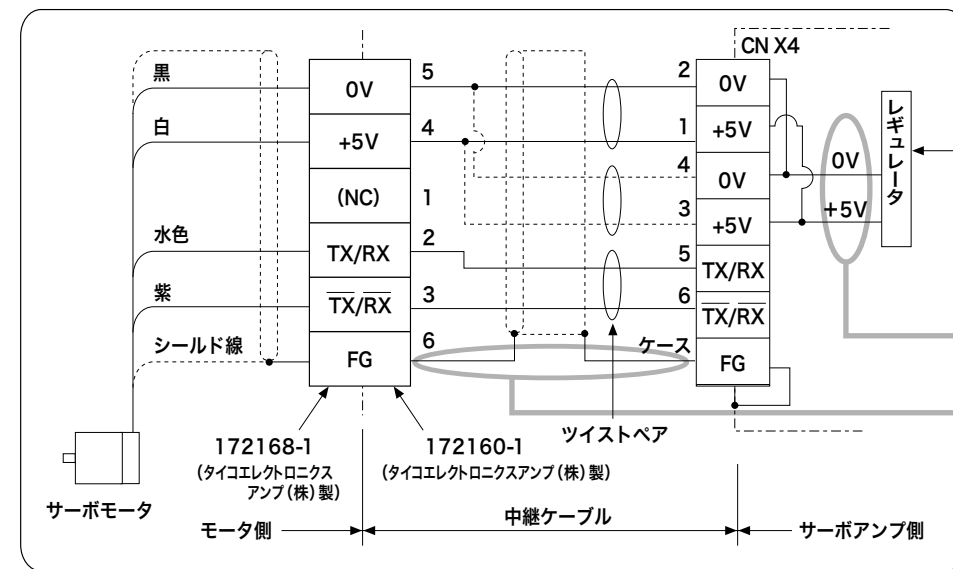 CN X4
黒
0V
5
2
0V
白
+5V
4
1
+5V
レギュレータ
(NC)
1
4
0V
0V
3
+5V
+5V
水色
TX/RX
2
5
TX/RX
紫
TX/RX
3
6
TX/RX
シールド線
FG
6
ケース
FG
172168-1
(タイコエレクトロニクス
アンプ(株)製)
172160-1
(タイコエレクトロニクスアンプ(株)製)
ツイストペア
サーボモータ
モータ側
中継ケーブル
サーボアンプ側